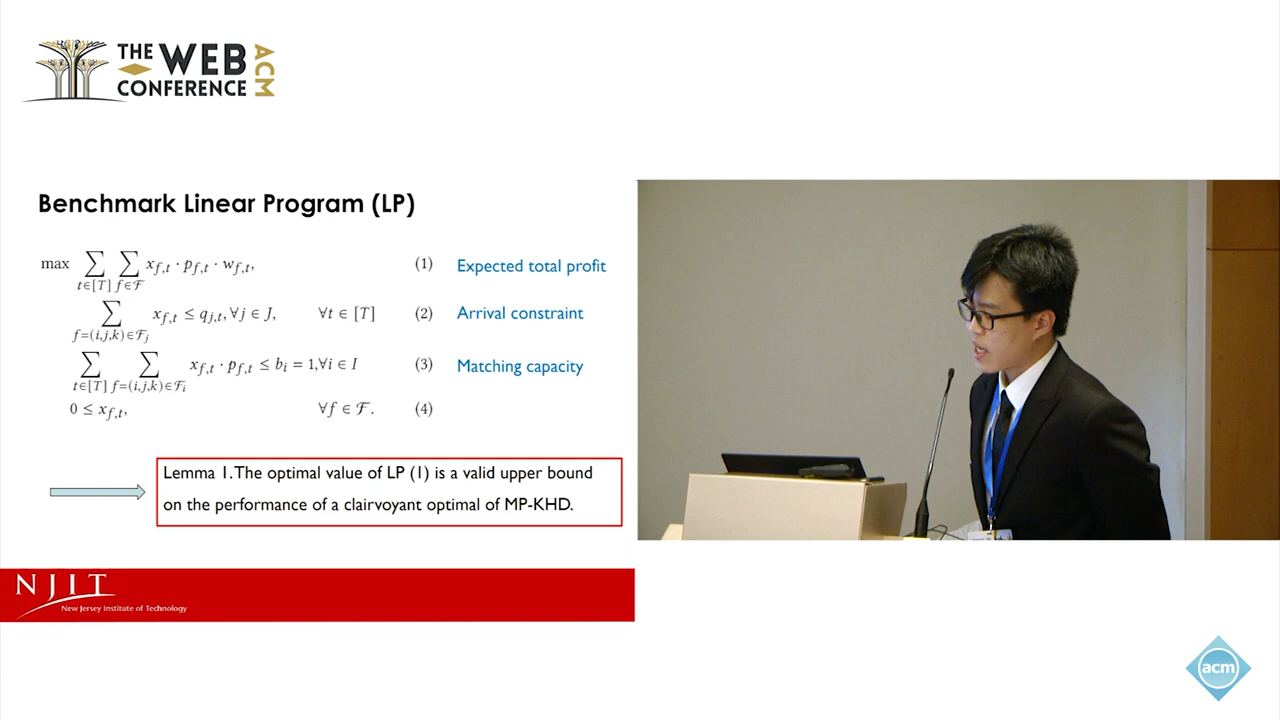 THE WEB
CONFERENCE
ACM
Benchmark Linear Program (LP)
max ∑_{t∈[T]} ∑_{f∈ℱ} x_{f,t} · p_{f,t} · w_{f,t}, (1) Expected total profit
∑_{f=(i,j,k)∈ℱ_j} x_{f,t} ≤ q_{j,t}, ∀j ∈ J, ∀t ∈ [T] (2) Arrival constraint
∑_{t∈[T]} ∑_{f=(i,j,k)∈ℱ_i} x_{f,t} · p_{f,t} ≤ b_i = 1, ∀i ∈ I (3) Matching capacity
0 ≤ x_{f,t}, ∀f ∈ ℱ. (4)
Lemma 1. The optimal value of LP (1) is a valid upper bound
on the performance of a clairvoyant optimal of MP-KHD.
NJIT
New Jersey Institute of Technology
acm